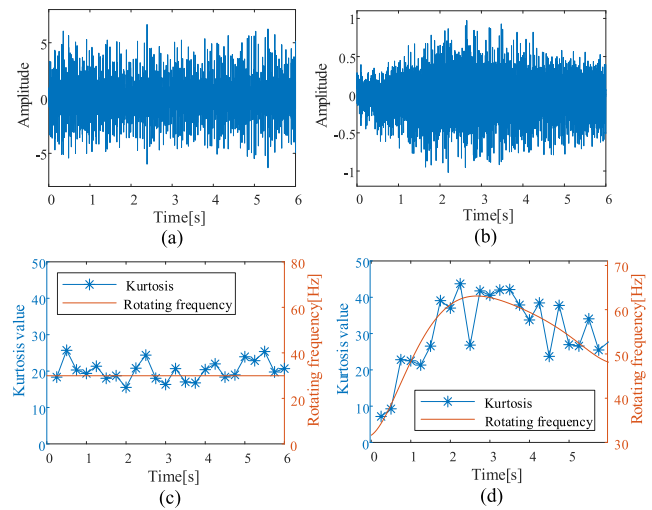 5
0
-5
Amplitude
0 1 2 3 4 5 6
Time[s]
(a)
1
0.5
0
-0.5
-1
Amplitude
0 1 2 3 4 5 6
Time[s]
(b)
50
40
30
20
10
0
Kurtosis value
Kurtosis
Rotating frequency
80
60
40
20
0
Rotating frequency[Hz]
0 1 2 3 4 5 6
Time[s]
(c)
50
40
30
20
10
0
Kurtosis value
Kurtosis
Rotating frequency
70
60
50
40
30
Rotating frequency[Hz]
0 1 2 3 4 5
Time[s]
(d)